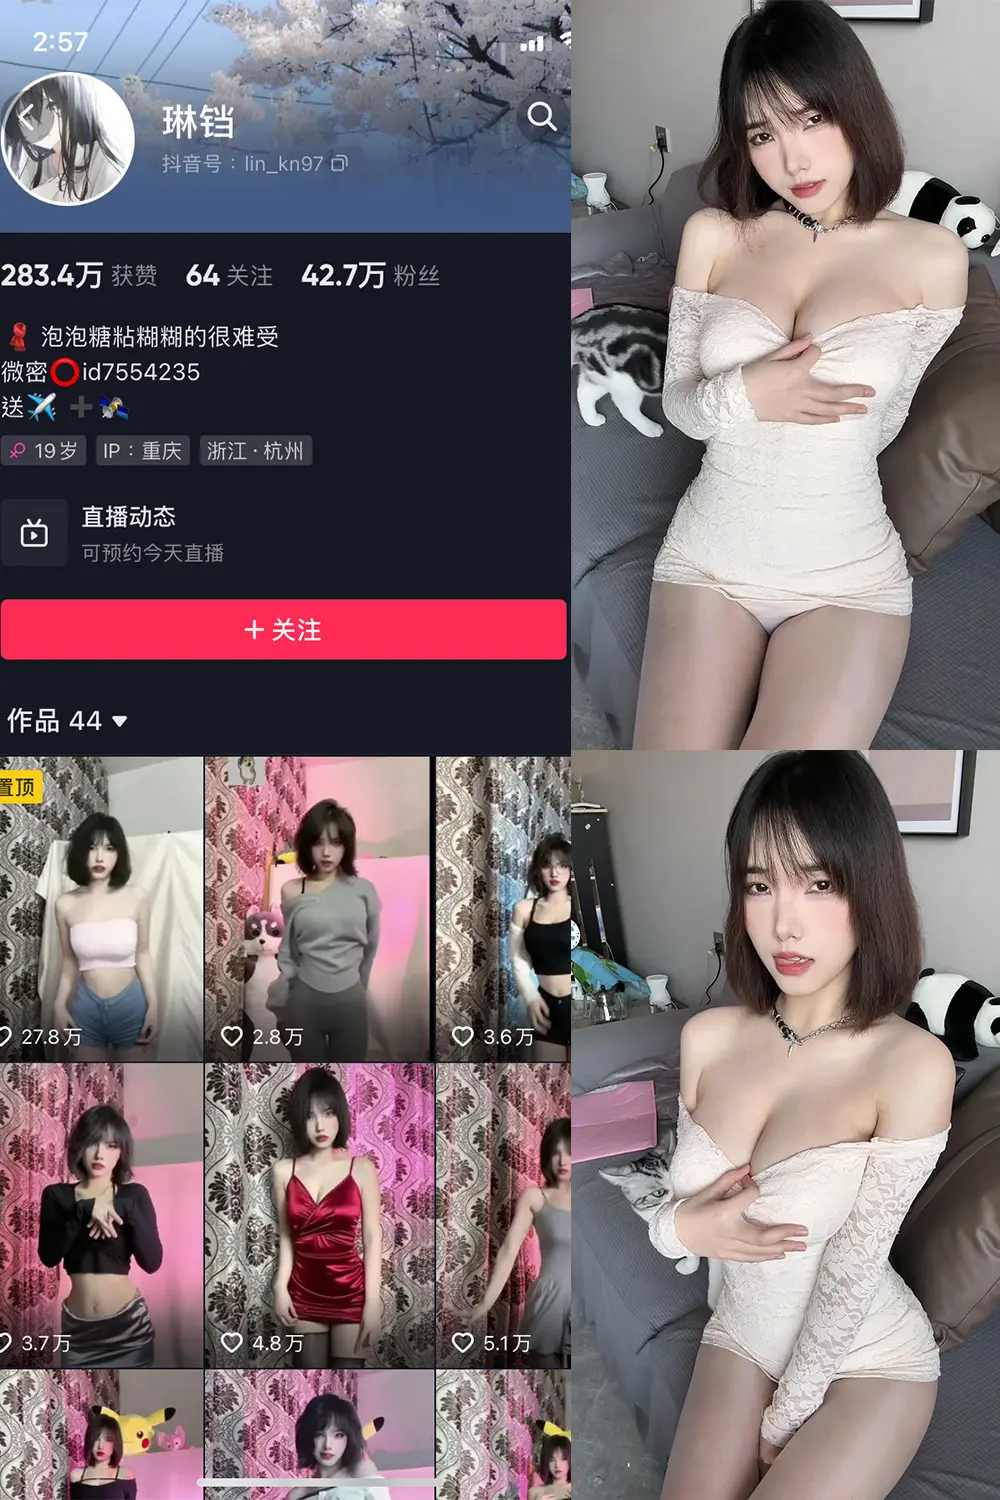 2:57
琳铛
抖音号：lin_kn97
283.4万 获赞 64 关注 42.7万 粉丝
泡泡糖粘糊糊的很难受
微密⭕id7554235
送✈️➕🛰️
19岁 IP：重庆 浙江·杭州
直播动态
可预约今天直播
+ 关注
作品 44
置顶
27.8万 2.8万 3.6万
3.7万 4.8万 5.1万